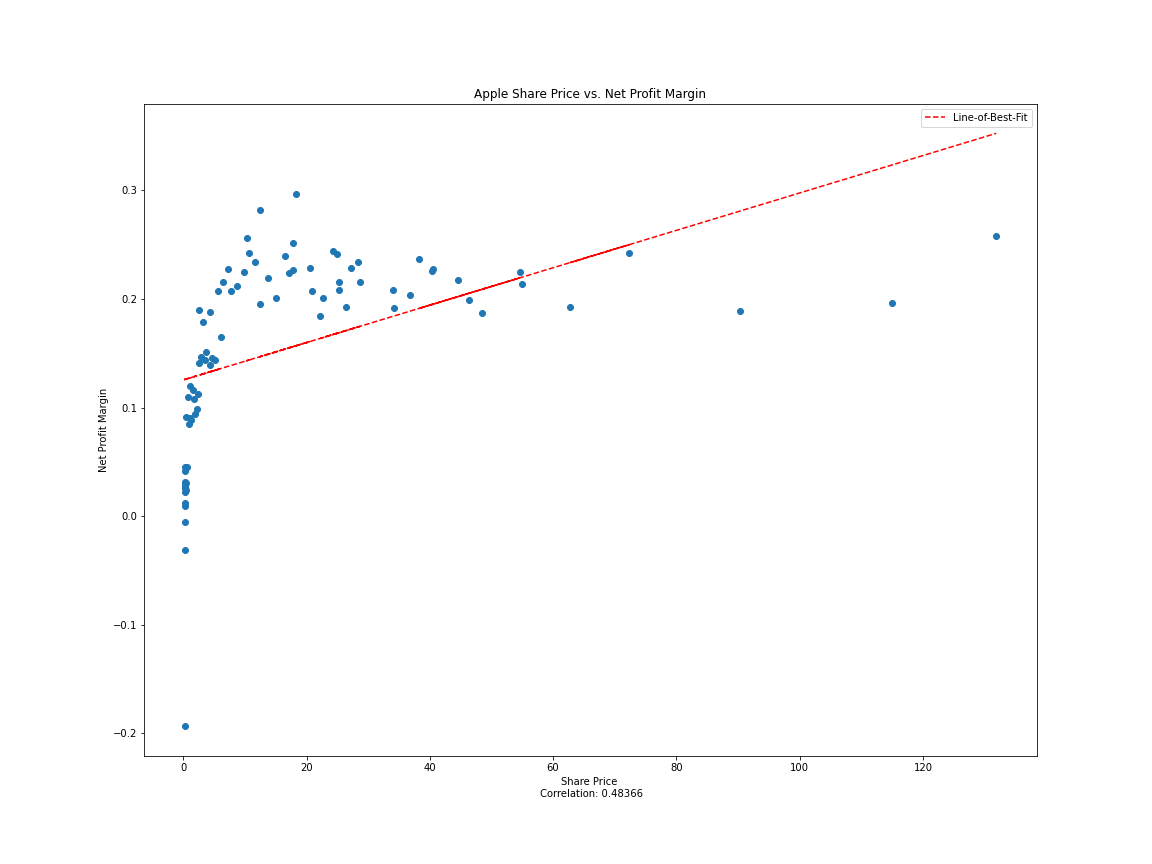 Apple Share Price vs. Net Profit Margin
Line-of-Best-Fit
Net Profit Margin
0.3
0.2
0.1
0.0
−0.1
−0.2
0 20 40 60 80 100 120
Share Price
Correlation: 0.48366